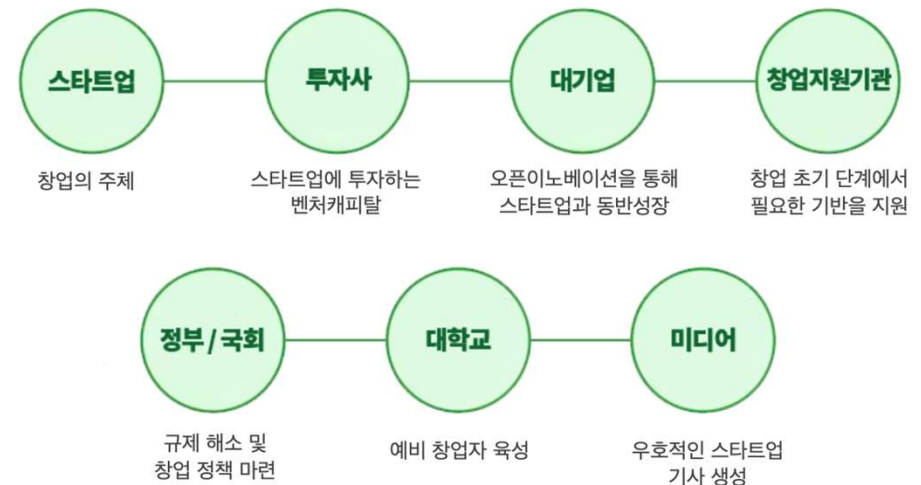 스타트업
투자사
대기업
창업지원기관
창업의 주체
스타트업에 투자하는
벤처캐피탈
오픈이노베이션을 통해
스타트업과 동반성장
창업 초기 단계에서
필요한 기반을 지원
정부 / 국회
대학교
미디어
규제 해소 및
창업 정책 마련
예비 창업자 육성
우호적인 스타트업
기사 생성